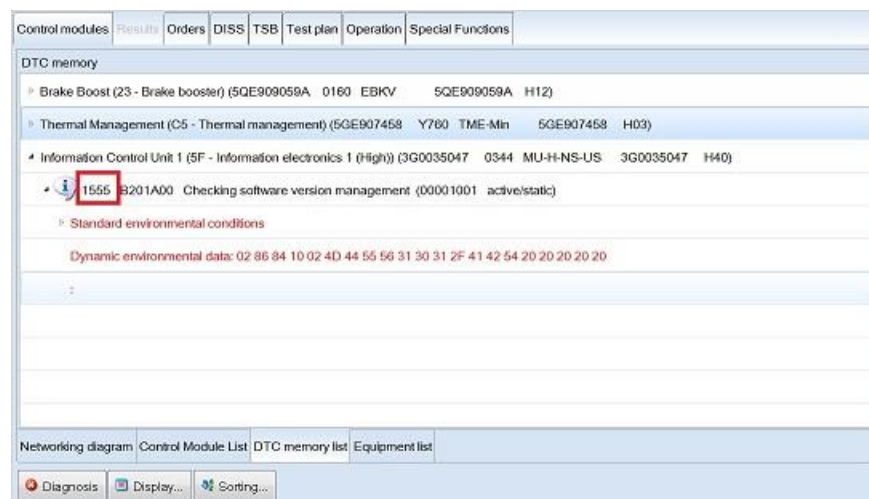 Control modules Results Orders DISS TSB Test plan Operation Special Functions
DTC memory
Brake Boost (23 - Brake booster) (5QE909059A 0160 EBKV 5QE909059A H12)
Thermal Management (C5 - Thermal management) (5GE907458 Y760 TME-Min 5GE907458 H03)
Information Control Unit 1 (5F - Information electronics 1 (High)) (3G0035047 0344 MU-H-NS-US 3G0035047 H40)
1555 B201A00 Checking software version management (00001001 active/static)
Standard environmental conditions
Dynamic environmental data: 02 86 84 10 02 4D 44 55 56 31 30 31 2F 41 42 54 20 20 20 20 20
:
Networking diagram Control Module List DTC memory list Equipment list
Diagnosis Display... Sorting...